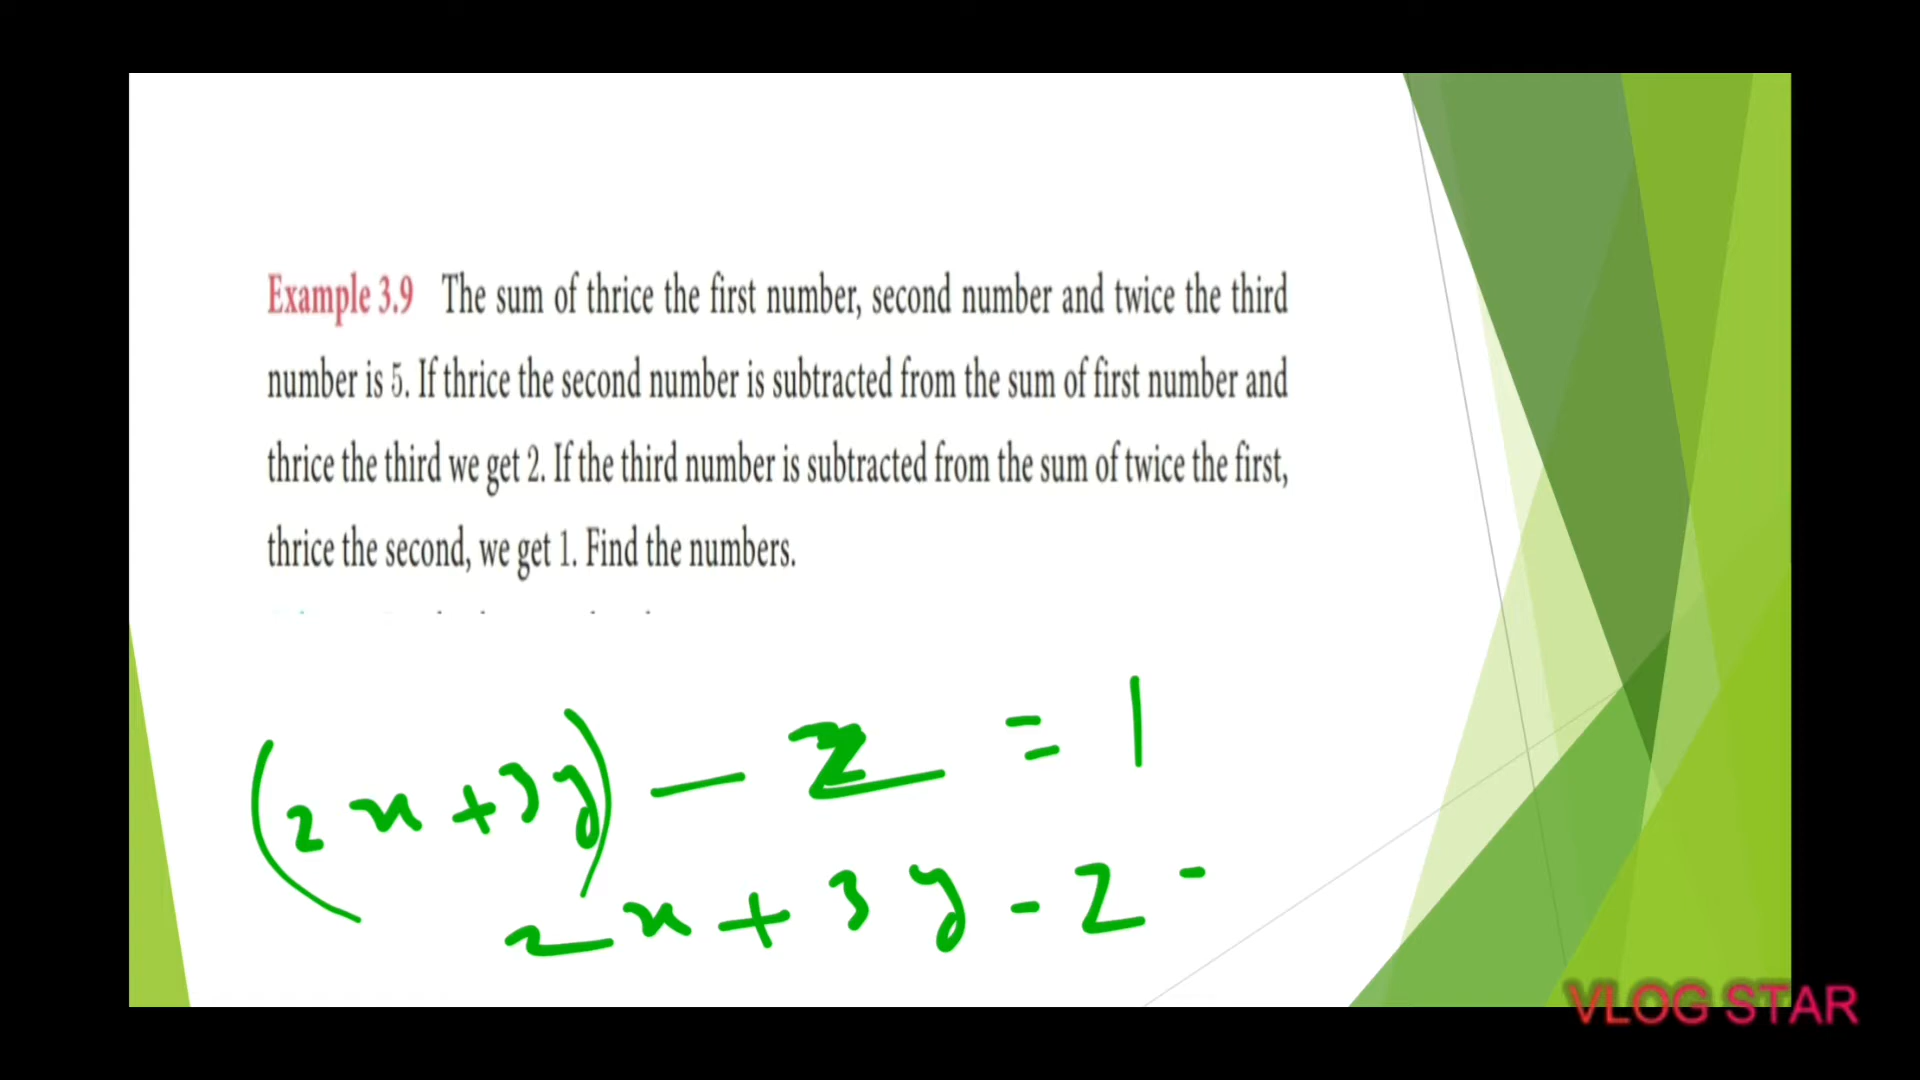 Example 3.9 The sum of thrice the first number, second number and twice the third
number is 5. If thrice the second number is subtracted from the sum of first number and
thrice the third we get 2. If the third number is subtracted from the sum of twice the first,
thrice the second, we get 1. Find the numbers.
(2x+3y) - z = 1
2x + 3y - z -
VLOG STAR